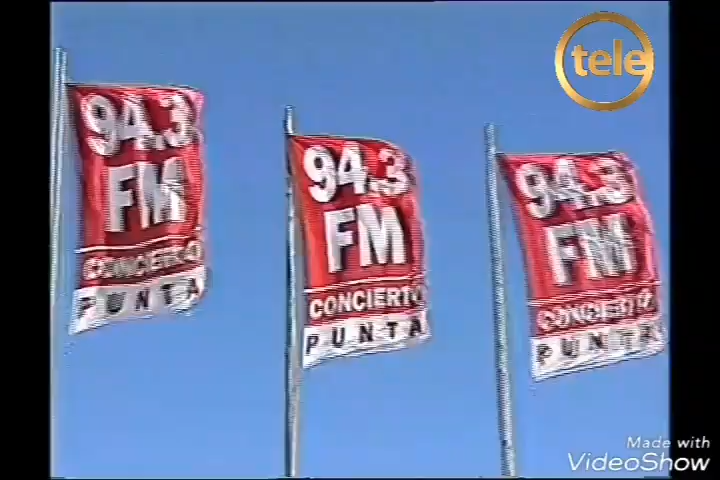 tele
94.3
FM
CONCIERTO
PUNTA
94.3
FM
CONCIERTO
PUNTA
94.3
FM
CONCIERTO
PUNTA
Made with
VideoShow